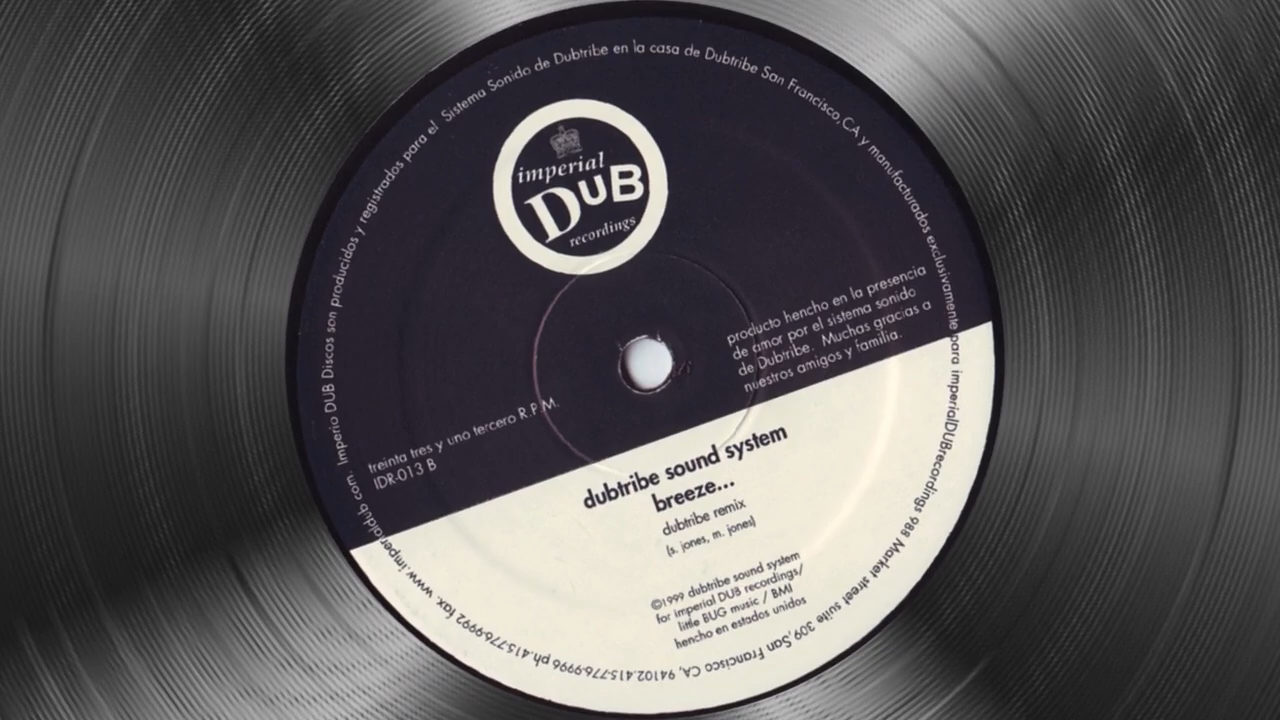 Imperio DUB Discos son producidos y registrados para el Sistema Sonido de Dubtribe en la casa de Dubtribe San Francisco, CA y manufacturados exclusivamente para imperialDUBrecordings 988 Market street suite 309, San Francisco CA, 94102.415-776-9996 ph.415-776-9992 fax. www.imperialdub.com.
imperial
DUB
recordings
producto hencho en la presencia
de amor por el sistema sonido
de Dubtribe. Muchas gracias a
nuestros amigos y familia.
treinta tres y uno tercero R.P.M.
IDR-013 B
dubtribe sound system
breeze...
dubtribe remix
(s. jones, m. jones)
©1999 dubtribe sound system
for imperial DUB recordings/
little BUG music / BMI
hencho en estados unidos